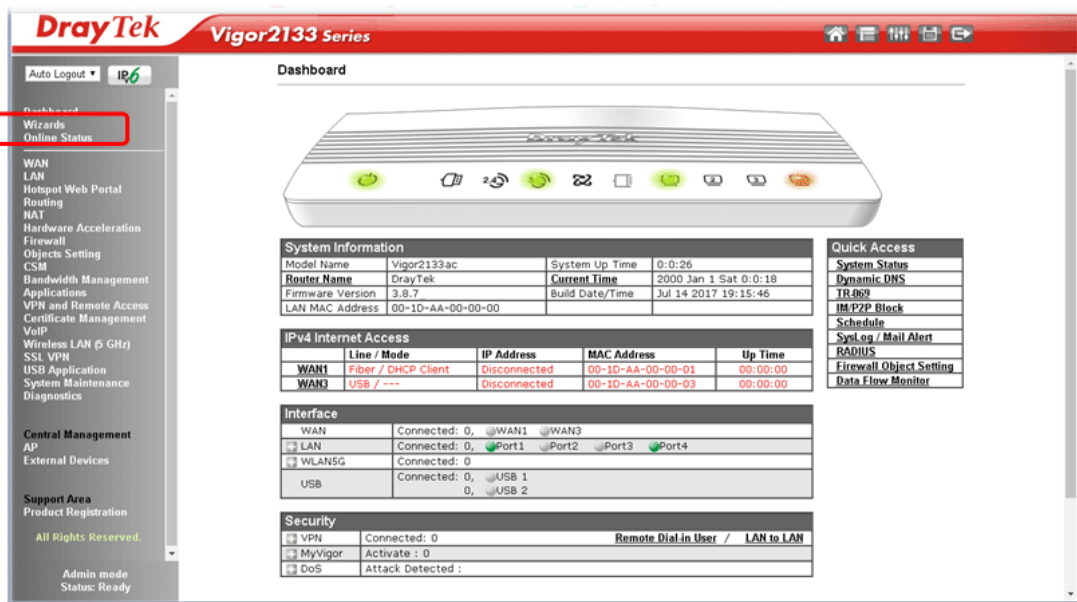 DrayTek Vigor2133 Series
Auto Logout IPv6
Dashboard
Wizards
Online Status
WAN
LAN
Hotspot Web Portal
Routing
NAT
Hardware Acceleration
Firewall
Objects Setting
CSM
Bandwidth Management
Applications
VPN and Remote Access
Certificate Management
VoIP
Wireless LAN (5 GHz)
SSL VPN
USB Application
System Maintenance
Diagnostics
Central Management
AP
External Devices
Support Area
Product Registration
All Rights Reserved.
Admin mode
Status: Ready
Dashboard
DrayTek
System Information
Model Name Vigor2133ac System Up Time 0:0:26
Router Name DrayTek Current Time 2000 Jan 1 Sat 0:0:18
Firmware Version 3.8.7_ Build Date/Time Jul 14 2017 19:15:46
LAN MAC Address 00-1D-AA-00-00-00
IPv4 Internet Access
Line / Mode IP Address MAC Address Up Time
WAN1 Fiber / DHCP Client Disconnected 00-1D-AA-00-00-01 00:00:00
WAN3 USB / --- Disconnected 00-1D-AA-00-00-03 00:00:00
Interface
WAN Connected: 0, WAN1 WAN3
LAN Connected: 0, Port1 Port2 Port3 Port4
WLAN5G Connected: 0
USB Connected: 0, USB 1
0, USB 2
Security
VPN Connected: 0 Remote Dial-in User / LAN to LAN
MyVigor Activate : 0
DoS Attack Detected :
Quick Access
System Status
Dynamic DNS
TR-069
IM/P2P Block
Schedule
SysLog / Mail Alert
RADIUS
Firewall Object Setting
Data Flow Monitor